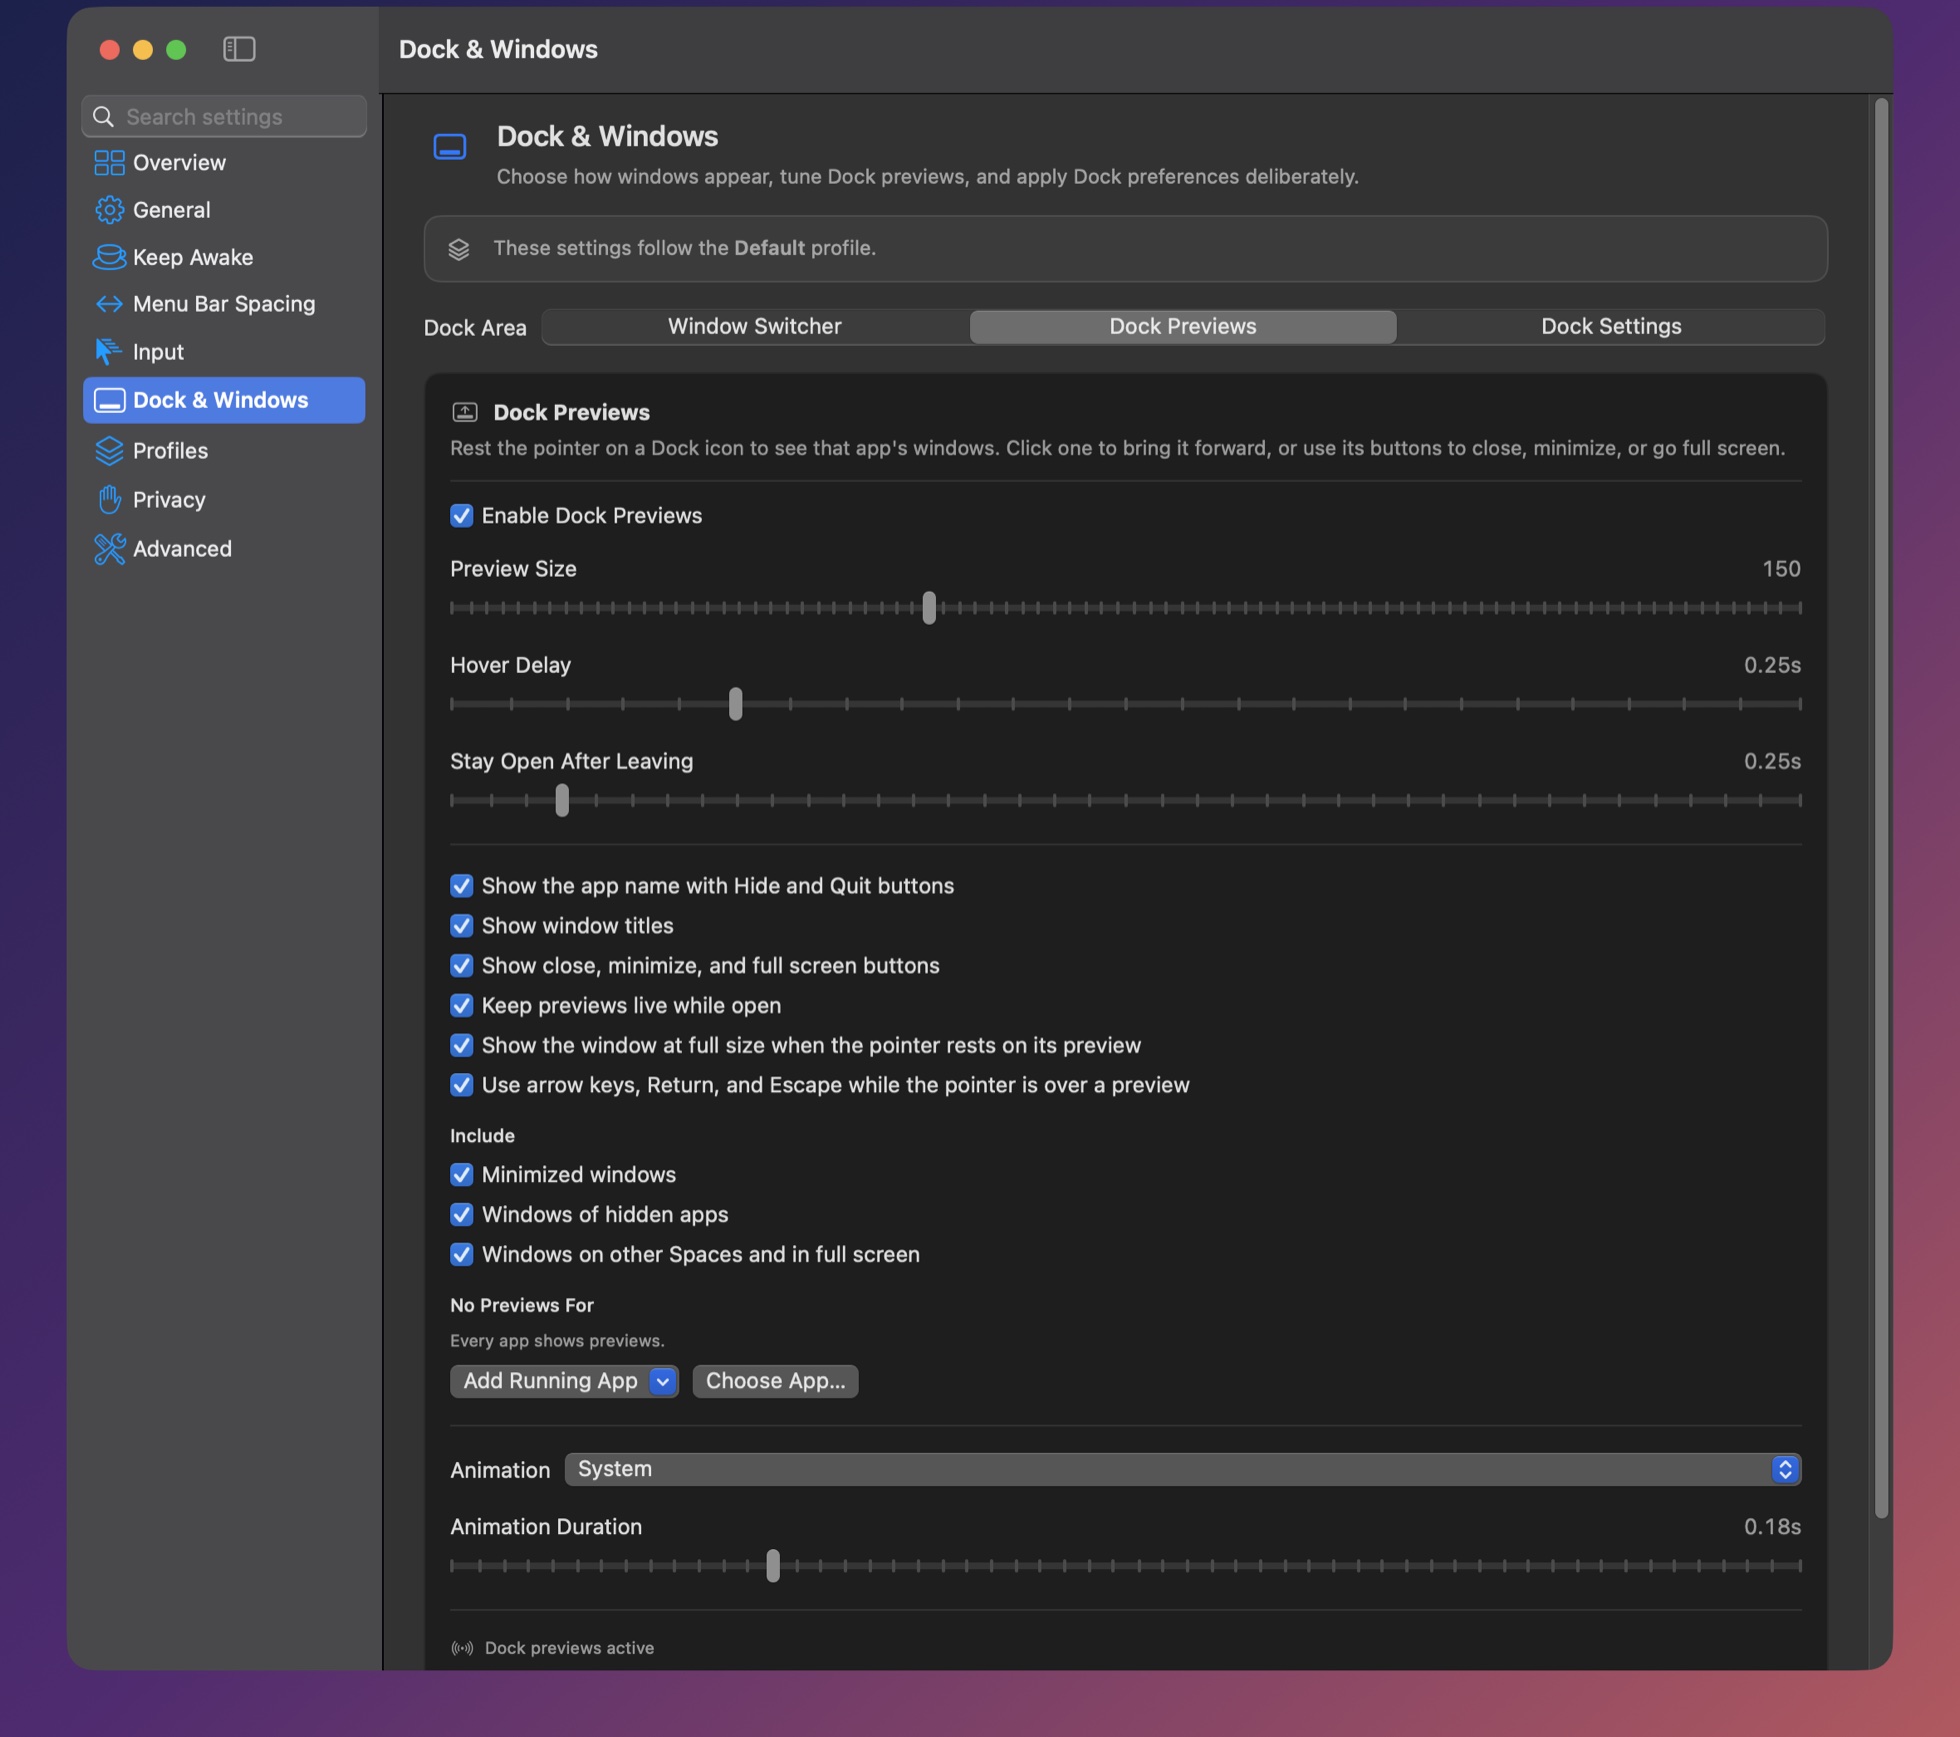 Dock & Windows
Search settings
Overview
General
Keep Awake
Menu Bar Spacing
Input
Dock & Windows
Profiles
Privacy
Advanced
Dock & Windows
Choose how windows appear, tune Dock previews, and apply Dock preferences deliberately.
These settings follow the Default profile.
Dock Area Window Switcher Dock Previews Dock Settings
Dock Previews
Rest the pointer on a Dock icon to see that app's windows. Click one to bring it forward, or use its buttons to close, minimize, or go full screen.
Enable Dock Previews
Preview Size 150
Hover Delay 0.25s
Stay Open After Leaving 0.25s
Show the app name with Hide and Quit buttons
Show window titles
Show close, minimize, and full screen buttons
Keep previews live while open
Show the window at full size when the pointer rests on its preview
Use arrow keys, Return, and Escape while the pointer is over a preview
Include
Minimized windows
Windows of hidden apps
Windows on other Spaces and in full screen
No Previews For
Every app shows previews.
Add Running App Choose App...
Animation System
Animation Duration 0.18s
Dock previews active